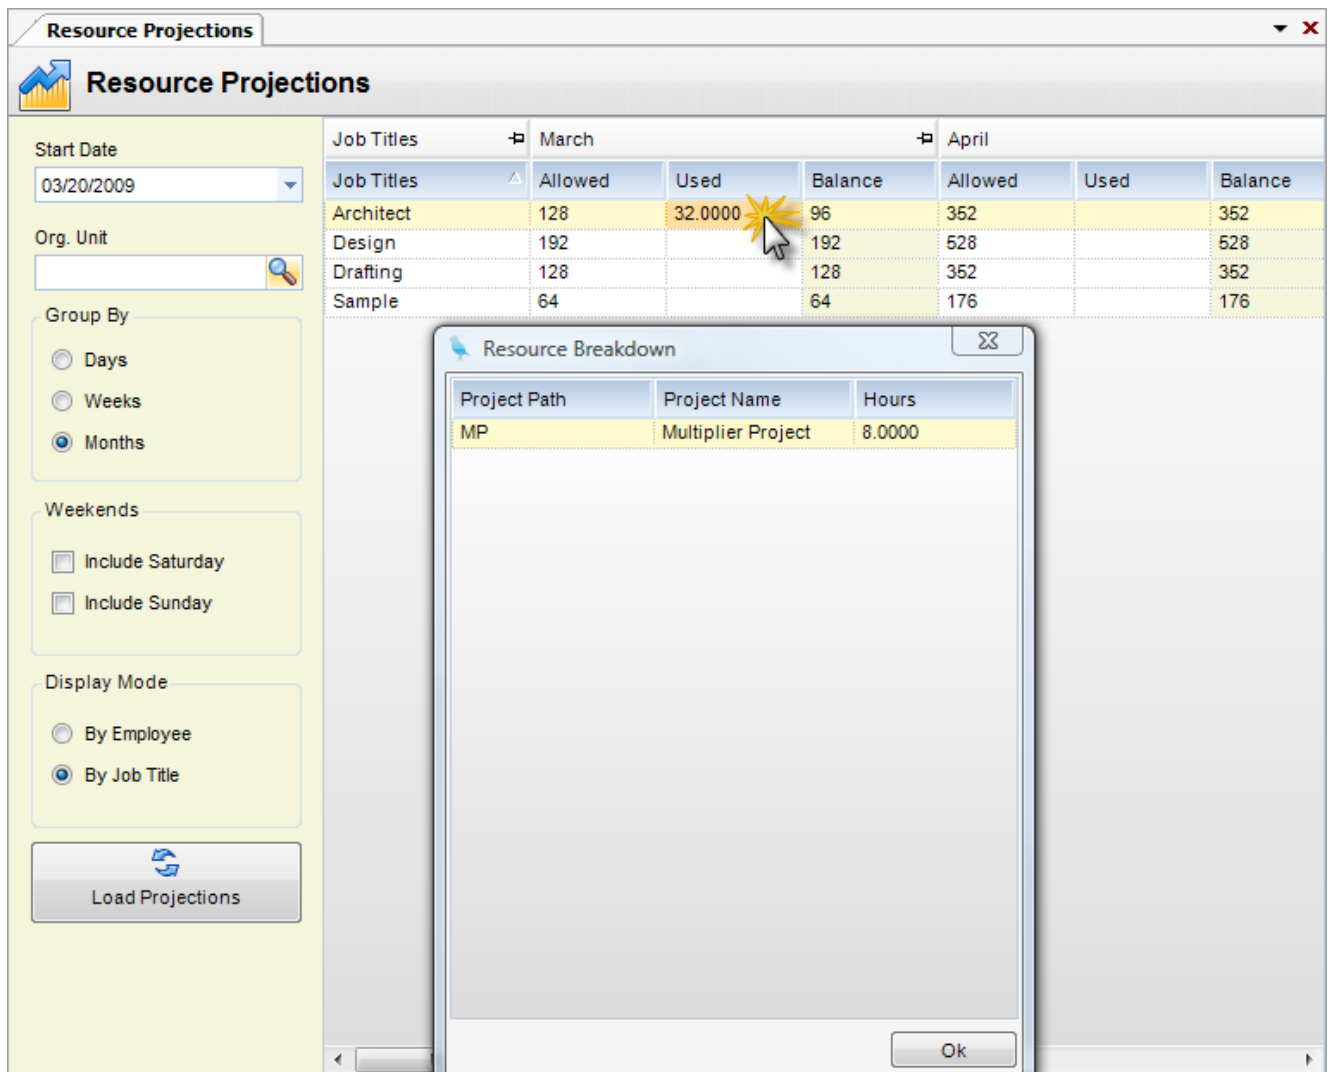 Resource Projections
Resource Projections
Start Date
03/20/2009
Org. Unit
Group By
Days
Weeks
Months
Weekends
Include Saturday
Include Sunday
Display Mode
By Employee
By Job Title
Load Projections
Job Titles March April
Job Titles Allowed Used Balance Allowed Used Balance
Architect 128 32.0000 96 352 352
Design 192 192 528 528
Drafting 128 128 352 352
Sample 64 64 176 176
Resource Breakdown
Project Path Project Name Hours
MP Multiplier Project 8.0000
Ok